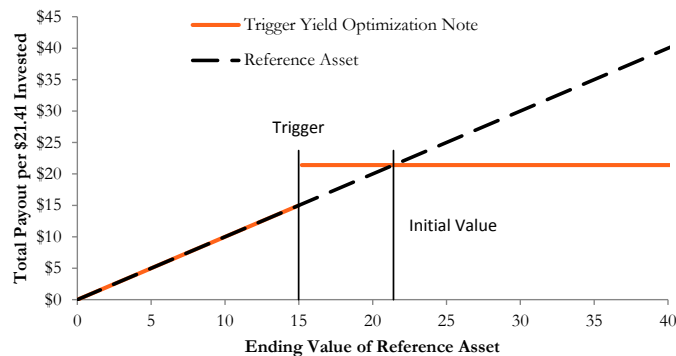 Total Payout per $21.41 Invested
$45
$40
$35
$30
$25
$20
$15
$10
$5
$0
Trigger Yield Optimization Note
Reference Asset
Trigger
Initial Value
0 5 10 15 20 25 30 35 40
Ending Value of Reference Asset